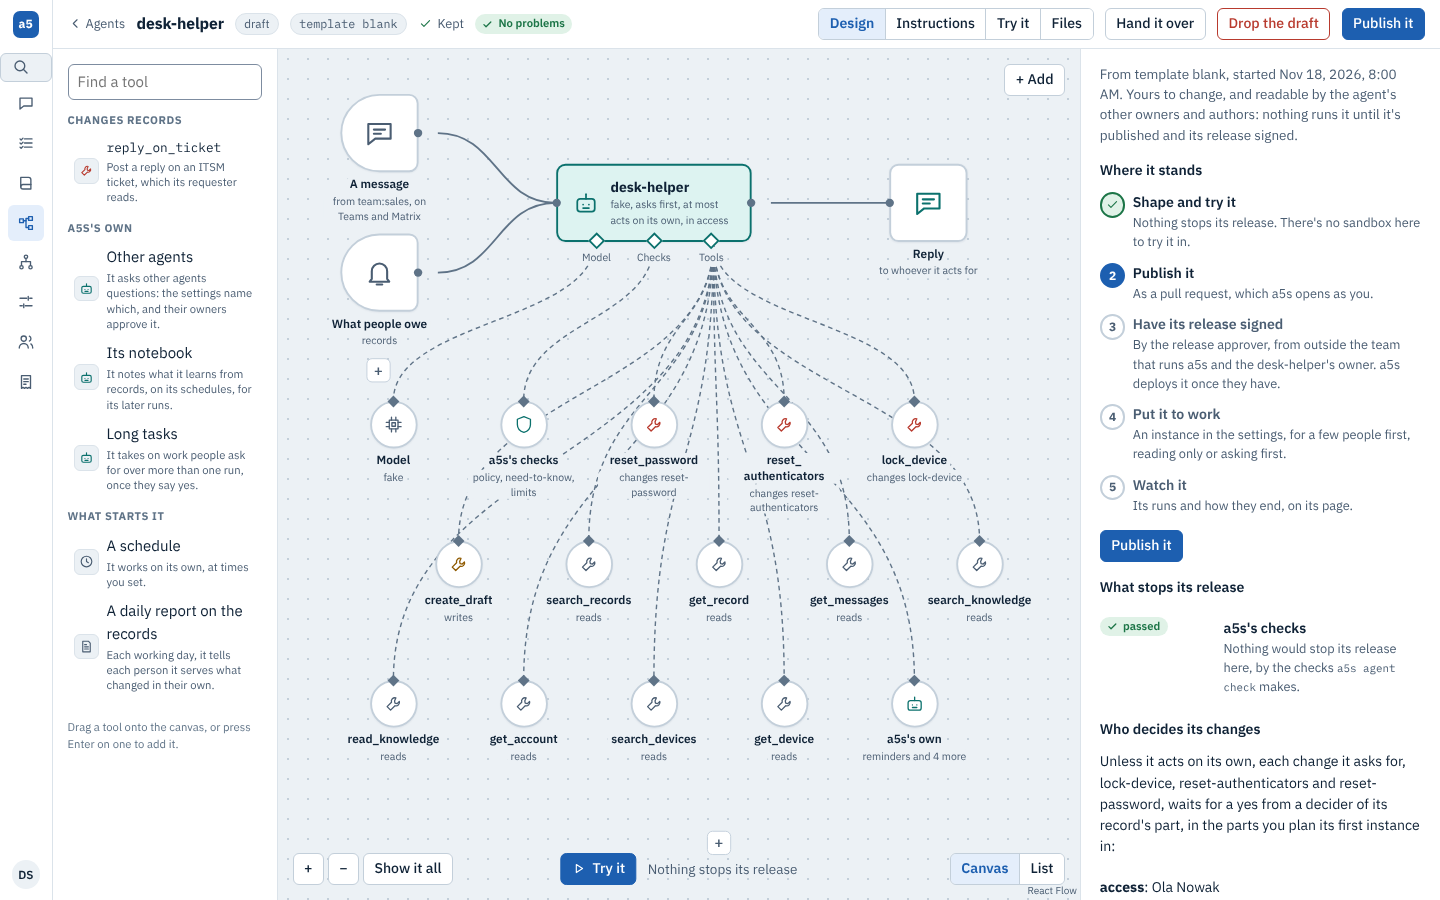 a5
Agents
desk-helper
draft
template blank
Kept
No problems
Design
Instructions
Try it
Files
Hand it over
Drop the draft
Publish it
Find a tool
CHANGES RECORDS
reply_on_ticket
Post a reply on an ITSM
ticket, which its requester
reads.
A5S'S OWN
Other agents
It asks other agents
questions: the settings name
which, and their owners
approve it.
Its notebook
It notes what it learns from
records, on its schedules, for
its later runs.
Long tasks
It takes on work people ask
for over more than one run,
once they say yes.
WHAT STARTS IT
A schedule
It works on its own, at times
you set.
A daily report on the
records
Each working day, it tells
each person it serves what
changed in their own.
Drag a tool onto the canvas, or press
Enter on one to add it.
DS
+ Add
A message
from team:sales, on
Teams and Matrix
What people owe
records
+
desk-helper
fake, asks first, at most
acts on its own, in access
Model
Checks
Tools
Reply
to whoever it acts for
Model
fake
a5s's checks
policy, need-to-know,
limits
reset_password
changes reset-
password
reset_
authenticators
changes reset-
authenticators
lock_device
changes lock-device
create_draft
writes
search_records
reads
get_record
reads
get_messages
reads
search_knowledge
reads
read_knowledge
reads
get_account
reads
search_devices
reads
get_device
reads
a5s's own
reminders and 4 more
+
+
−
Show it all
Try it
Nothing stops its release
Canvas
List
React Flow
From template blank, started Nov 18, 2026, 8:00
AM. Yours to change, and readable by the agent's
other owners and authors: nothing runs it until it's
published and its release signed.
Where it stands
Shape and try it
Nothing stops its release. There's no sandbox here
to try it in.
2
Publish it
As a pull request, which a5s opens as you.
3
Have its release signed
By the release approver, from outside the team
that runs a5s and the desk-helper's owner. a5s
deploys it once they have.
4
Put it to work
An instance in the settings, for a few people first,
reading only or asking first.
5
Watch it
Its runs and how they end, on its page.
Publish it
What stops its release
passed
a5s's checks
Nothing would stop its release
here, by the checks a5s agent
check makes.
Who decides its changes
Unless it acts on its own, each change it asks for,
lock-device, reset-authenticators and reset-
password, waits for a yes from a decider of its
record's part, in the parts you plan its first instance
in:
access: Ola Nowak